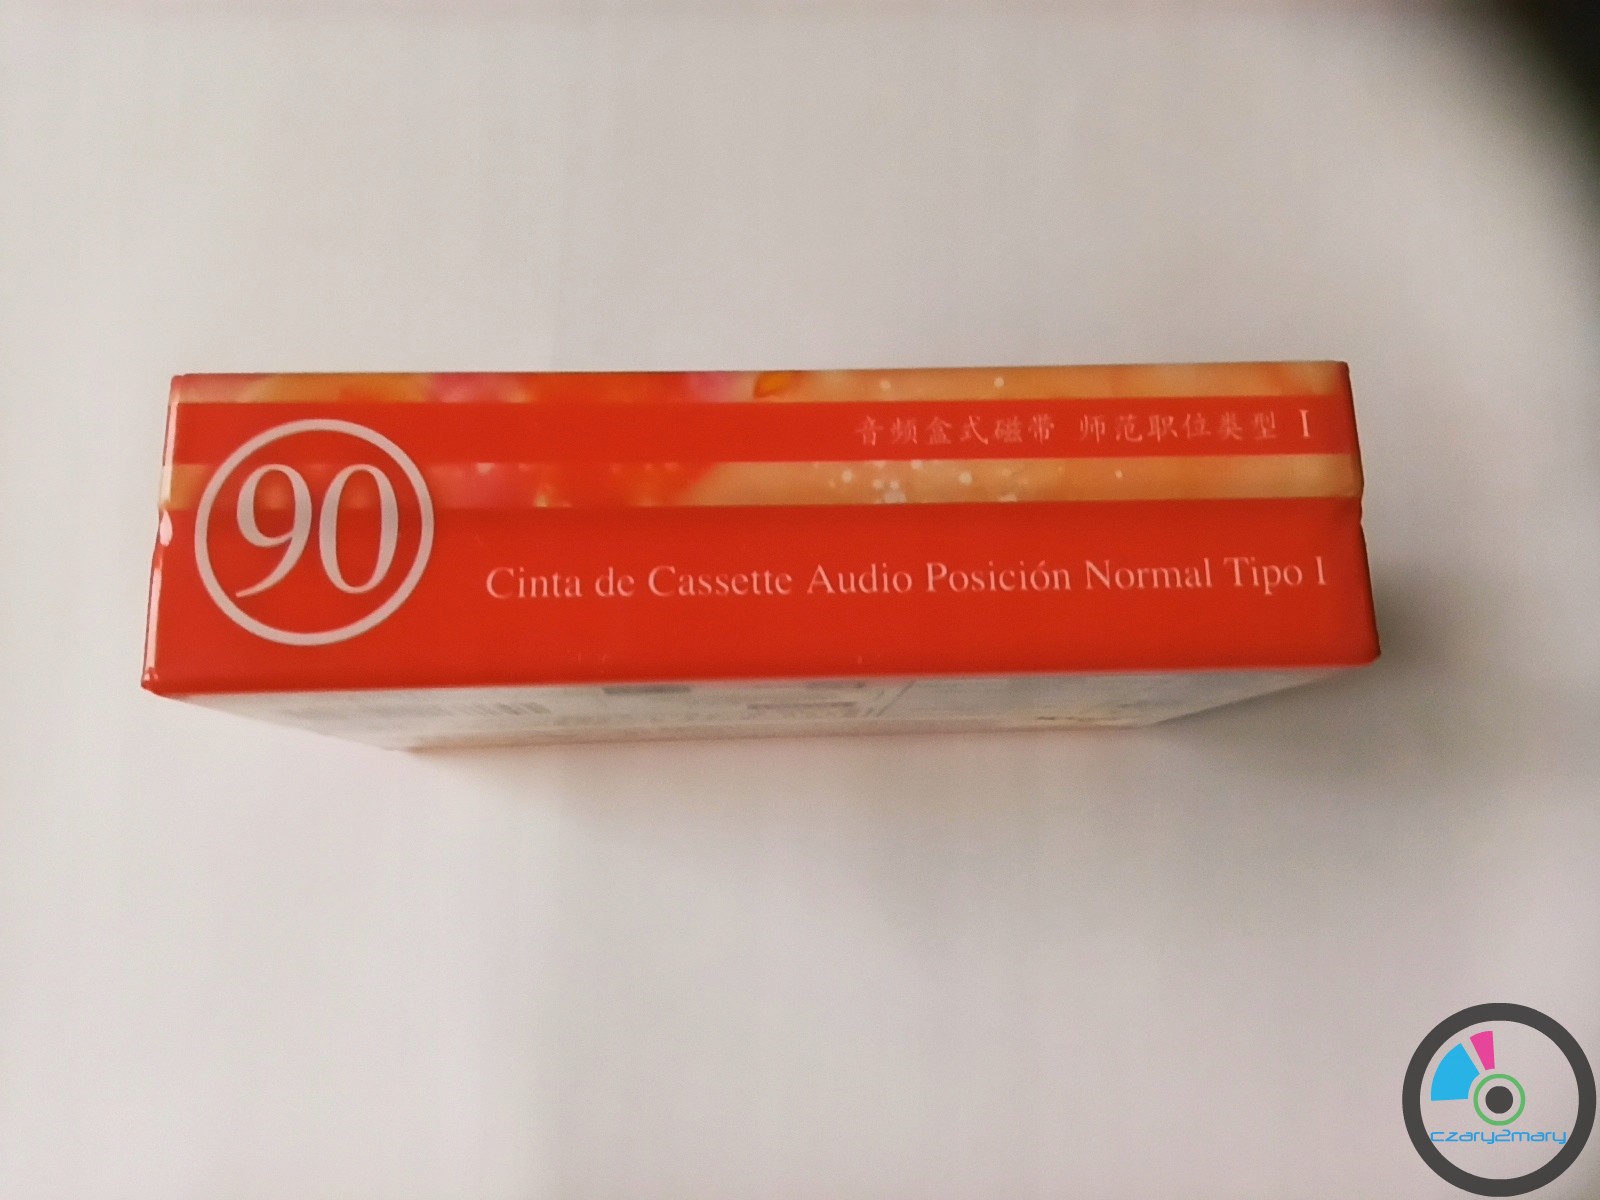 音频盒式磁带 师范职位类型 I
90
Cinta de Cassette Audio Posición Normal Tipo I
czary2mary